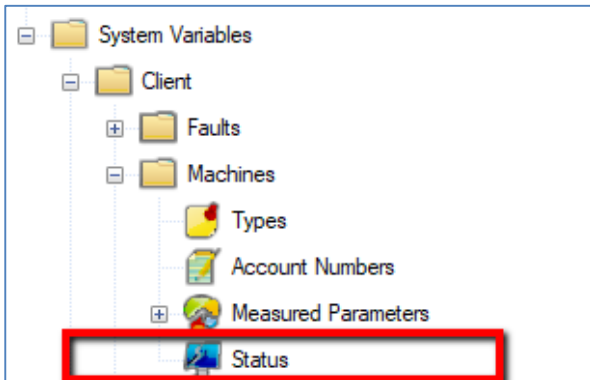 System Variables
Client
Faults
Machines
Types
Account Numbers
Measured Parameters
Status